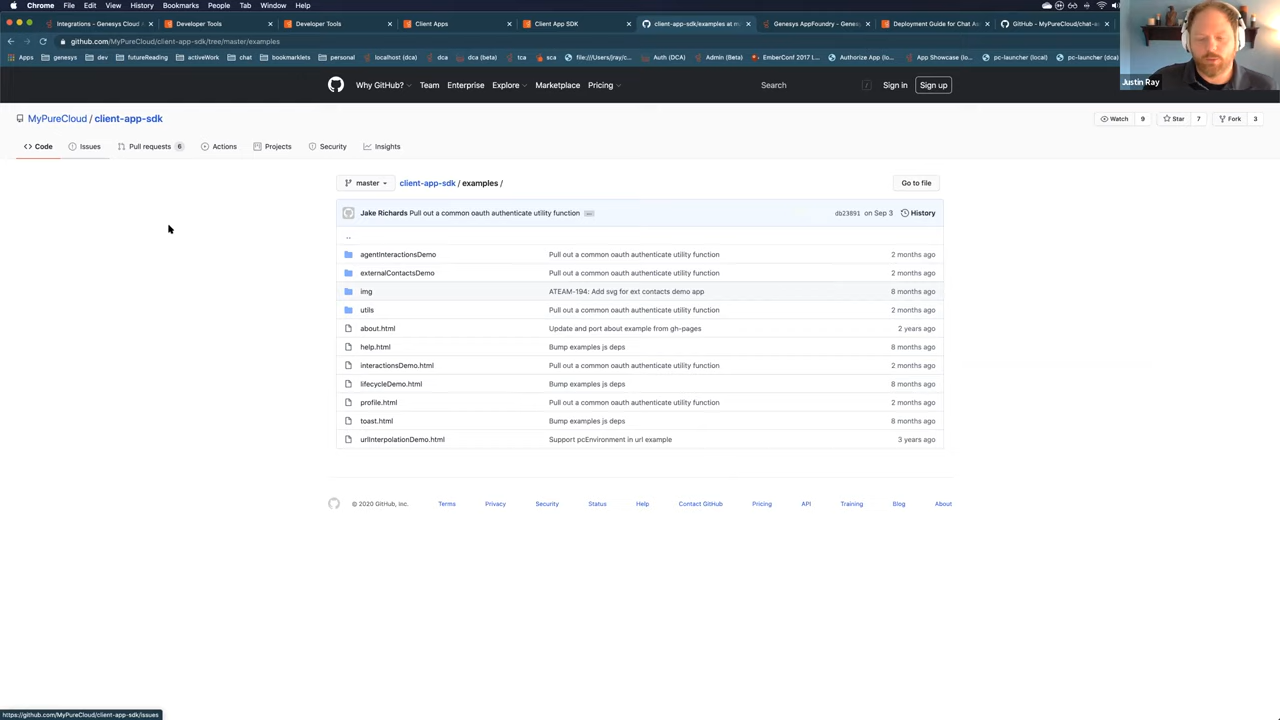 Chrome File Edit View History Bookmarks People Tab Window Help
Integrations - Genesys Cloud
Developer Tools
Developer Tools
Client Apps
Client App SDK
client-app-sdk/examples at m
Genesys AppFoundry - Gene
Deployment Guide for Chat As
GitHub - MyPureCloud/chat-a
github.com/MyPureCloud/client-app-sdk/tree/master/examples
Apps genesys dev futureReading activeWork chat bookmarklets personal localhost (dca) dca dca (beta) tca sca file:///Users/jray/c... Auth (DCA) Admin (Beta) EmberConf 2017 L... Authorize App (lo... App Showcase (lo... pc-launcher (local) pc-launcher (dca)
Justin Ray
Why GitHub? Team Enterprise Explore Marketplace Pricing Search / Sign in Sign up
MyPureCloud / client-app-sdk Watch 9 Star 7 Fork 3
<> Code Issues Pull requests 6 Actions Projects Security Insights
master client-app-sdk / examples / Go to file
Jake Richards Pull out a common oauth authenticate utility function ... db23891 on Sep 3 History
..
agentInteractionsDemo Pull out a common oauth authenticate utility function 2 months ago
externalContactsDemo Pull out a common oauth authenticate utility function 2 months ago
img ATEAM-194: Add svg for ext contacts demo app 8 months ago
utils Pull out a common oauth authenticate utility function 2 months ago
about.html Update and port about example from gh-pages 2 years ago
help.html Bump examples js deps 8 months ago
interactionsDemo.html Pull out a common oauth authenticate utility function 2 months ago
lifecycleDemo.html Bump examples js deps 8 months ago
profile.html Pull out a common oauth authenticate utility function 2 months ago
toast.html Bump examples js deps 8 months ago
urlInterpolationDemo.html Support pcEnvironment in url example 3 years ago
© 2020 GitHub, Inc. Terms Privacy Security Status Help Contact GitHub Pricing API Training Blog About
https://github.com/MyPureCloud/client-app-sdk/issues